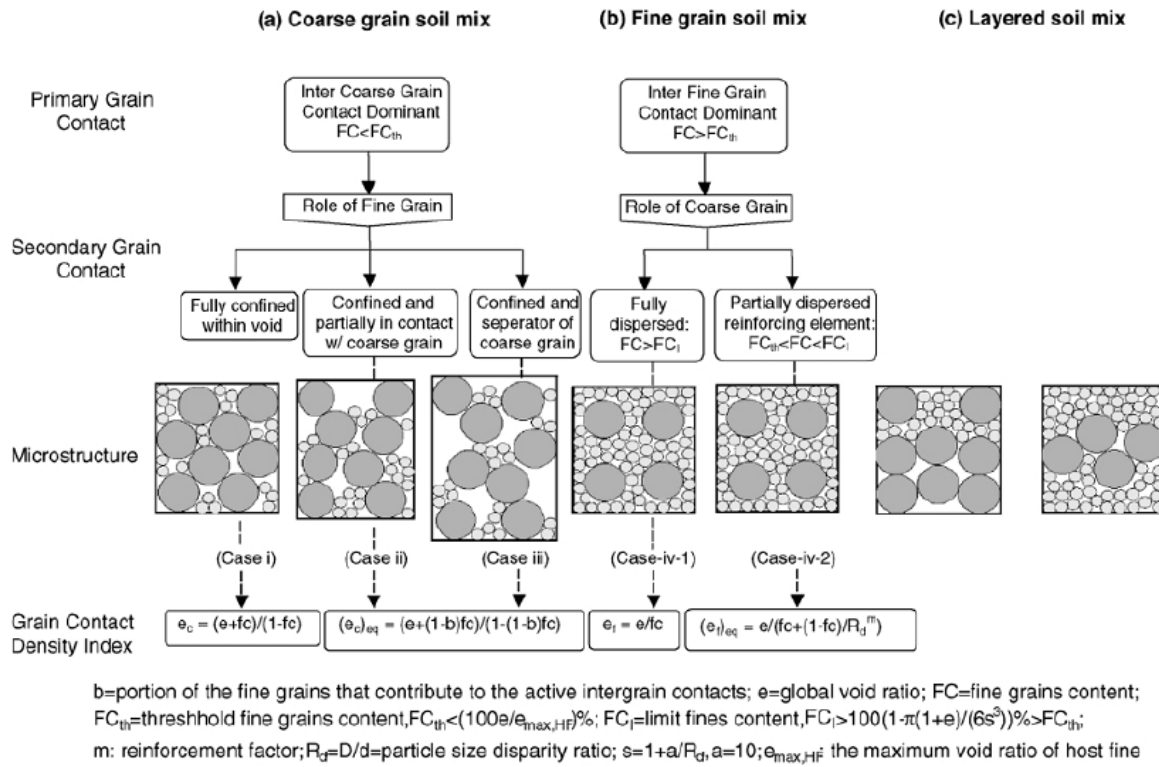 (a) Coarse grain soil mix
(b) Fine grain soil mix
(c) Layered soil mix
Primary Grain
Contact
Inter Coarse Grain
Contact Dominant
FC<FC_th
Inter Fine Grain
Contact Dominant
FC>FC_th
Role of Fine Grain
Role of Coarse Grain
Secondary Grain
Contact
Fully confined
within void
Confined and
partially in contact
w/ coarse grain
Confined and
seperator of
coarse grain
Fully
dispersed:
FC>FC_l
Partially dispersed
reinforcing element:
FC_th<FC<FC_l
Microstructure
(Case i)
(Case ii)
(Case iii)
(Case-iv-1)
(Case-iv-2)
Grain Contact
Density Index
e_c = (e+fc)/(1-fc)
(e_c)_eq = (e+(1-b)fc)/(1-(1-b)fc)
e_f = e/fc
(e_f)_eq = e/(fc+(1-fc)/R_d^m)
b=portion of the fine grains that contribute to the active intergrain contacts; e=global void ratio; FC=fine grains content;
FC_th=threshhold fine grains content,FC_th<(100e/e_max,HF)%; FC_l=limit fines content,FC_l>100(1-π(1+e)/(6s³))%>FC_th;
m: reinforcement factor;R_d=D/d=particle size disparity ratio; s=1+a/R_d,a=10;e_max,HF: the maximum void ratio of host fine